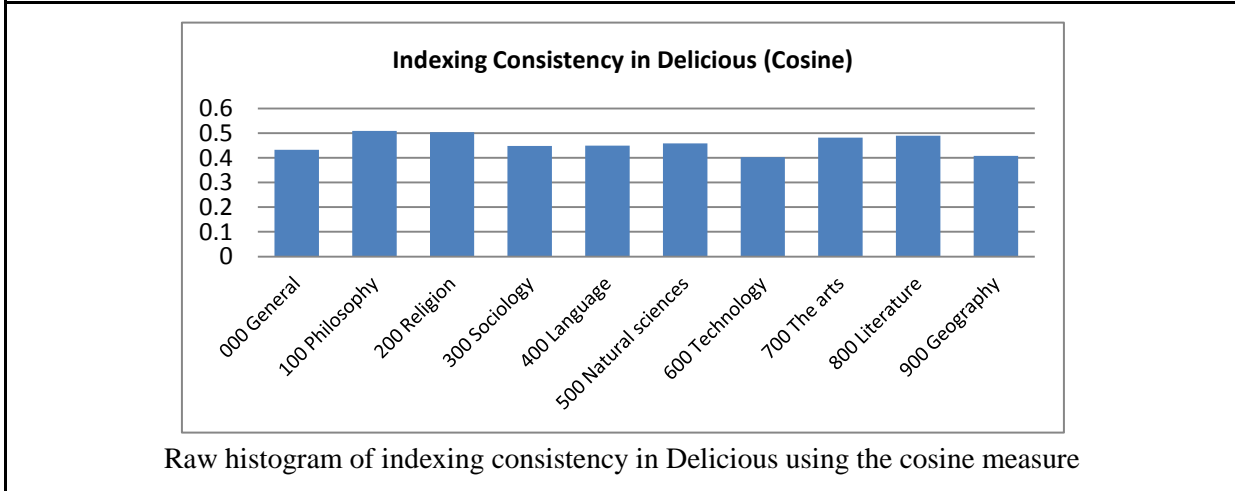 Indexing Consistency in Delicious (Cosine)
0.6
0.5
0.4
0.3
0.2
0.1
0
000 General
100 Philosophy
200 Religion
300 Sociology
400 Language
500 Natural sciences
600 Technology
700 The arts
800 Literature
900 Geography
Raw histogram of indexing consistency in Delicious using the cosine measure